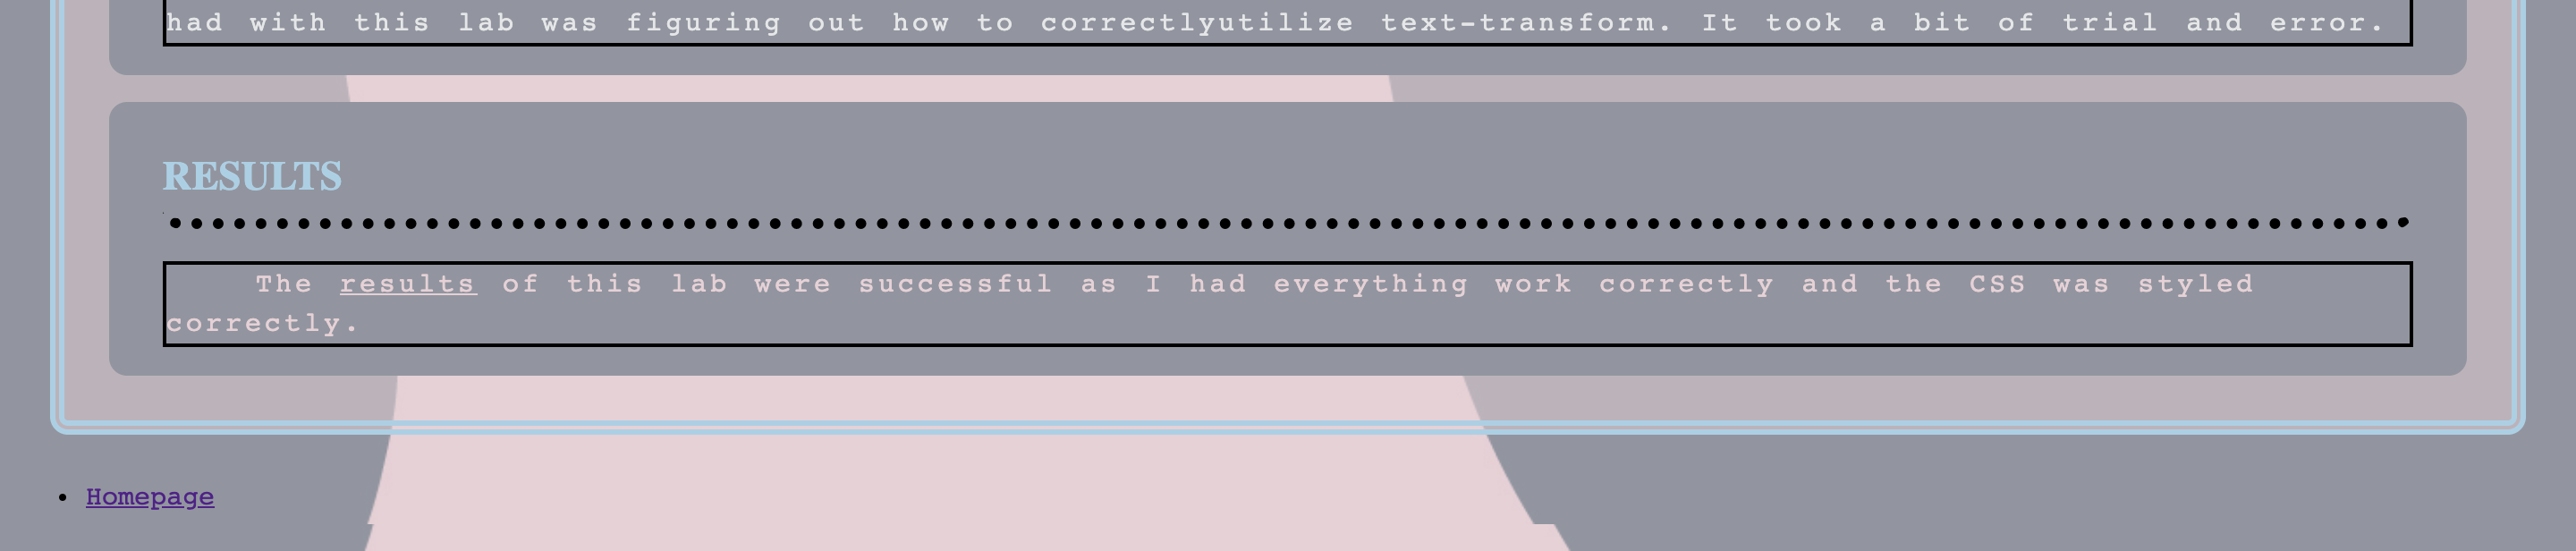 had with this lab was figuring out how to correctlyutilize text-transform. It took a bit of trial and error.
RESULTS
The results of this lab were successful as I had everything work correctly and the CSS was styled
correctly.
• Homepage